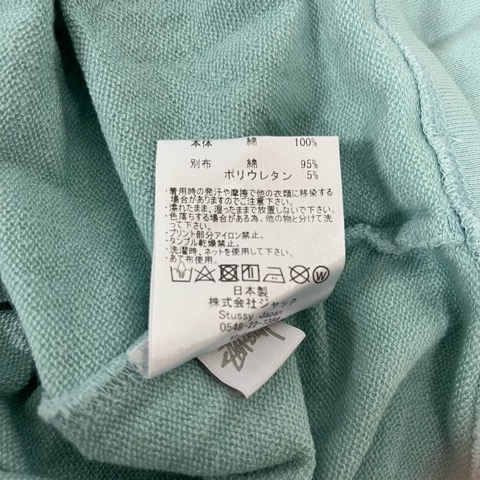 本体 綿 100%
別布 綿 95%
ポリウレタン 5%
・着用時の発汗や摩擦で他の衣類に移染する
場合がありますのでご注意下さい。
・濡れたまま、湿ったままで放置しないで下さい。
・色落ちする場合がある為、他の物と分けて洗
って下さい。
・プリント部分アイロン禁止。
・タンブル乾燥禁止。
・洗濯時、ネットを使用して下さい。
・あて布使用。
日本製
株式会社ジャック
Stussy Japan
0548-22-7366